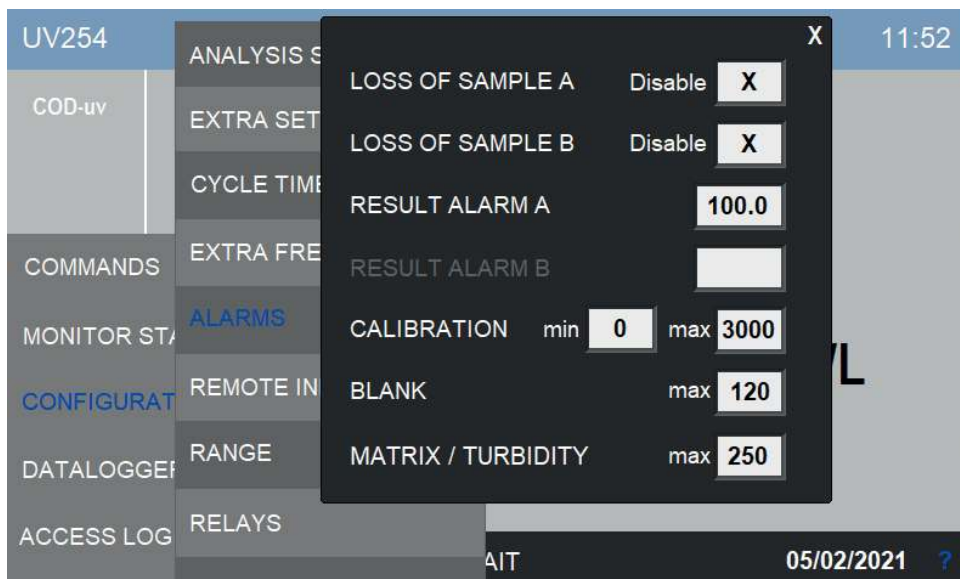 UV254
11:52
COD-uv
COMMANDS
MONITOR STA
CONFIGURAT
DATALOGGER
ACCESS LOG
ANALYSIS S
EXTRA SET
CYCLE TIME
EXTRA FRE
ALARMS
REMOTE IN
RANGE
RELAYS
X
LOSS OF SAMPLE A Disable X
LOSS OF SAMPLE B Disable X
RESULT ALARM A 100.0
RESULT ALARM B
CALIBRATION min 0 max 3000
BLANK max 120
MATRIX / TURBIDITY max 250
/L
AIT
05/02/2021 ?